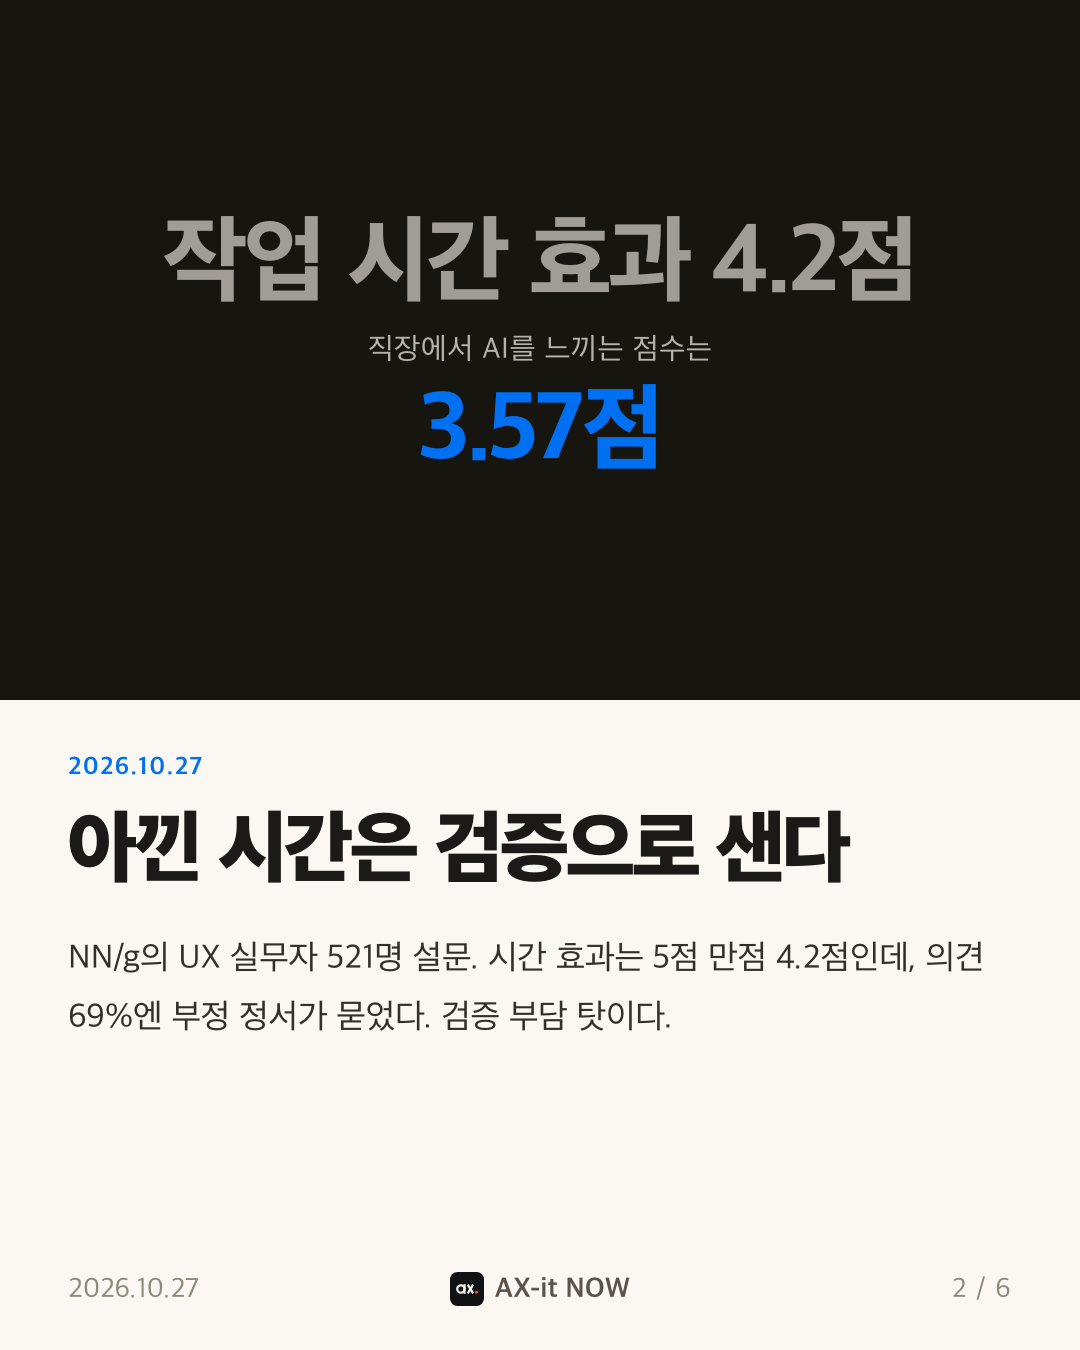 작업 시간 효과 4.2점
직장에서 AI를 느끼는 점수는
3.57점
2026.10.27
아낀 시간은 검증으로 샌다
NN/g의 UX 실무자 521명 설문. 시간 효과는 5점 만점 4.2점인데, 의견
69%엔 부정 정서가 묻었다. 검증 부담 탓이다.
2026.10.27
ax. AX-it NOW
2 / 6